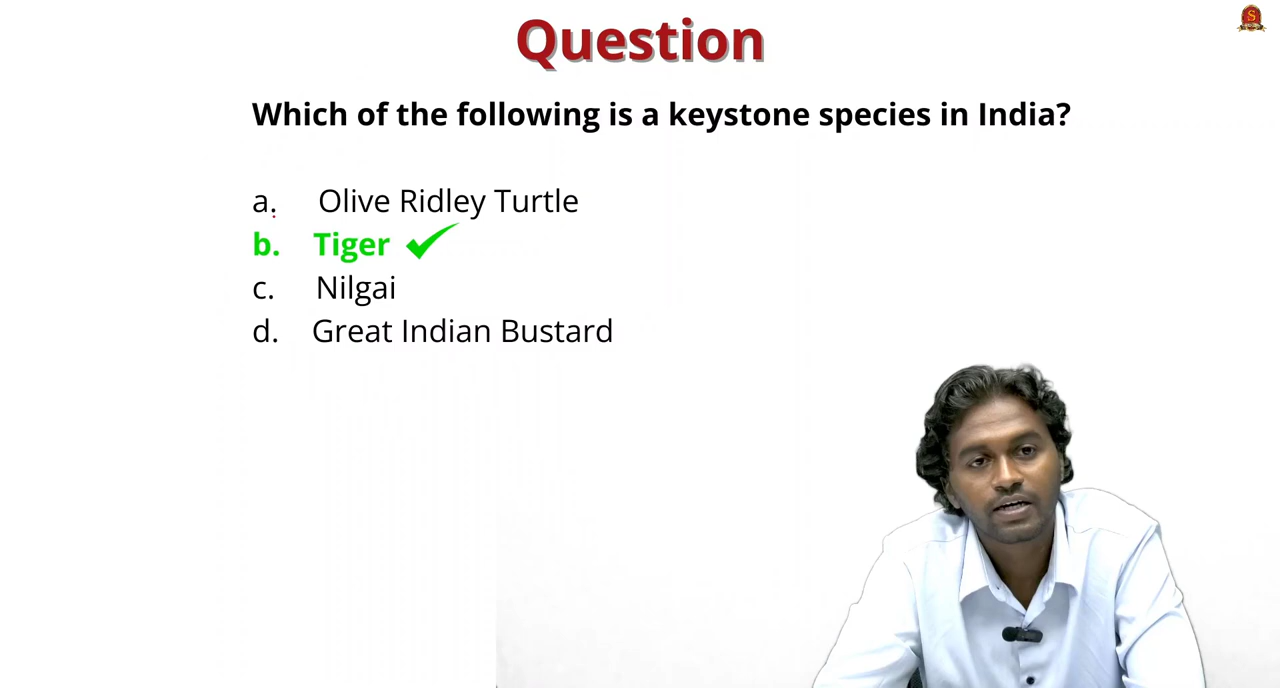 Question
Which of the following is a keystone species in India?
a. Olive Ridley Turtle
b. Tiger
c. Nilgai
d. Great Indian Bustard
S